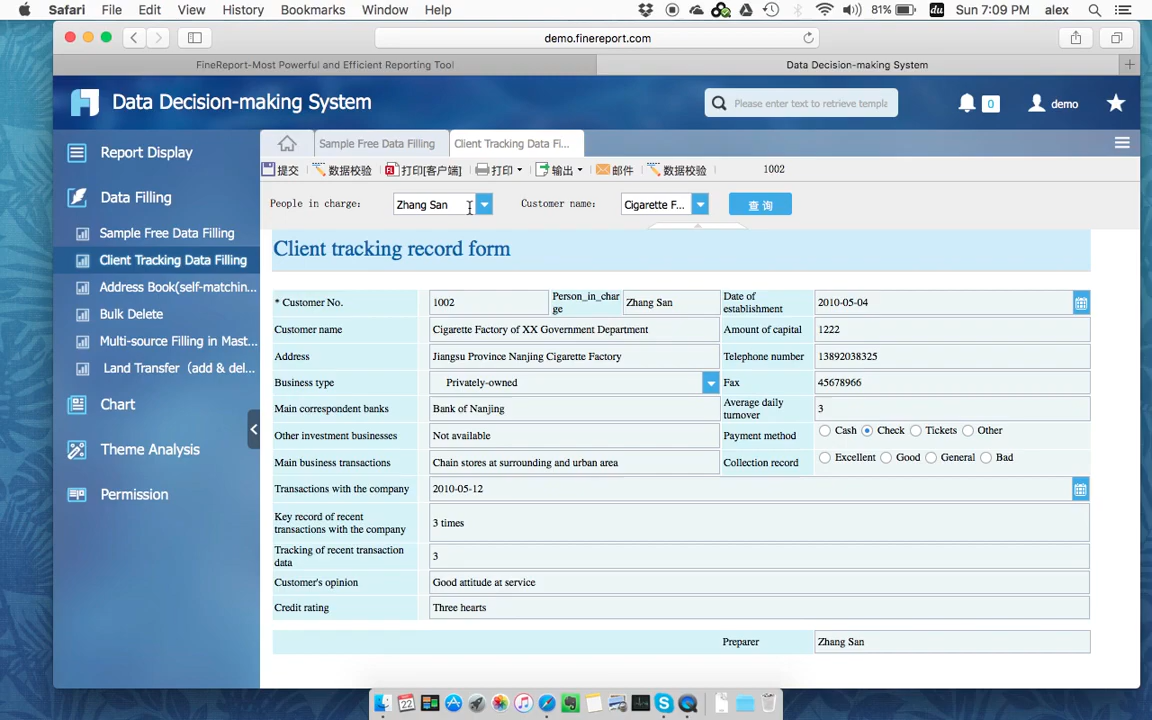 Safari File Edit View History Bookmarks Window Help 81% du Sun 7:09 PM alex
demo.finereport.com
FineReport-Most Powerful and Efficient Reporting Tool Data Decision-making System
Data Decision-making System Please enter text to retrieve templa 0 demo
Report Display
Data Filling
Sample Free Data Filling
Client Tracking Data Filling
Address Book(self-matchin...
Bulk Delete
Multi-source Filling in Mast...
Land Transfer（add & del...
Chart
Theme Analysis
Permission
Sample Free Data Filling Client Tracking Data Fi...
提交 数据校验 打印[客户端] 打印 输出 邮件 数据校验 1002
People in charge: Zhang San Customer name: Cigarette F... 查询
Client tracking record form
* Customer No. 1002 Person_in_char
ge Zhang San Date of
establishment 2010-05-04
Customer name Cigarette Factory of XX Government Department Amount of capital 1222
Address Jiangsu Province Nanjing Cigarette Factory Telephone number 13892038325
Business type Privately-owned Fax 45678966
Main correspondent banks Bank of Nanjing Average daily
turnover 3
Other investment businesses Not available Payment method Cash Check Tickets Other
Main business transactions Chain stores at surrounding and urban area Collection record Excellent Good General Bad
Transactions with the company 2010-05-12
Key record of recent
transactions with the company 3 times
Tracking of recent transaction
data 3
Customer's opinion Good attitude at service
Credit rating Three hearts
Preparer Zhang San